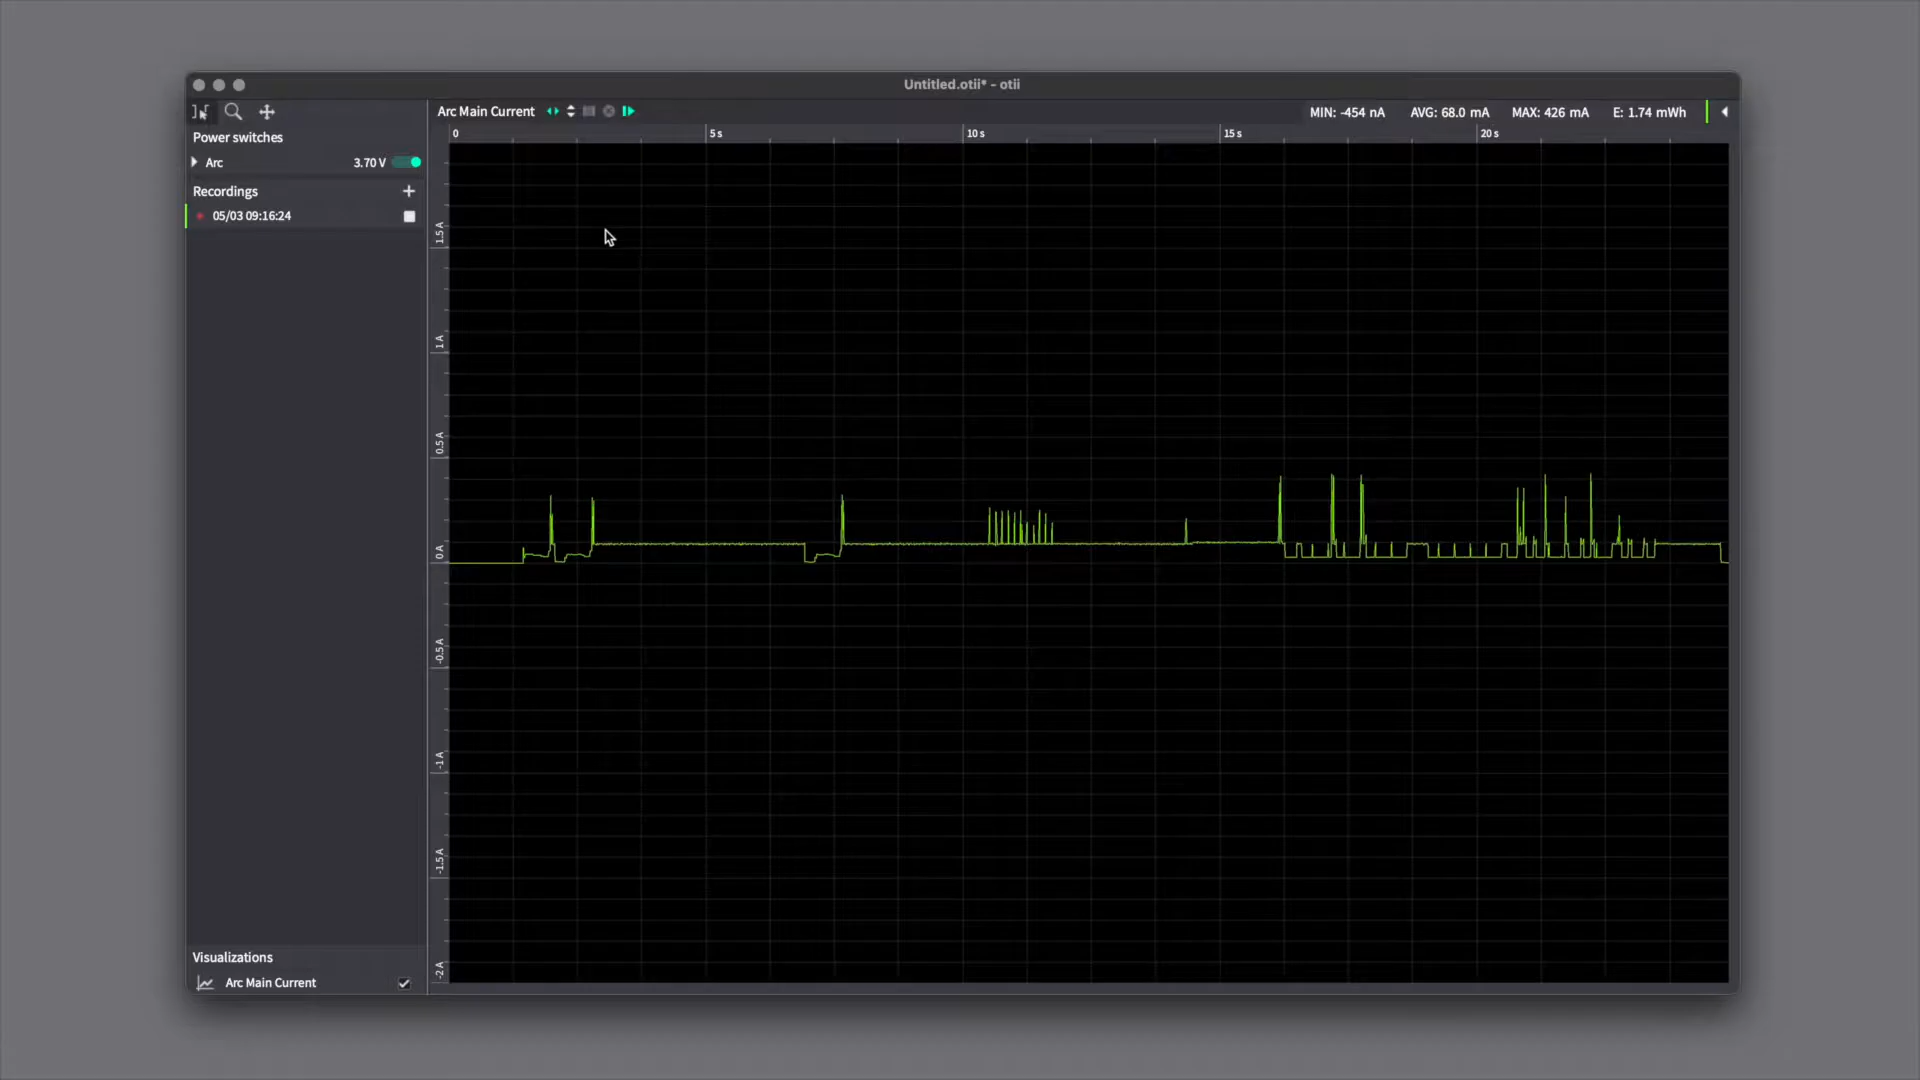 Untitled.otii* - otii
Arc Main Current
MIN: -454 nA AVG: 68.0 mA MAX: 426 mA E: 1.74 mWh
Power switches
Arc 3.70 V
Recordings +
05/03 09:16:24
0 5 s 10 s 15 s 20 s
1.5 A
1 A
0.5 A
0 A
-0.5 A
-1 A
-1.5 A
-2 A
Visualizations
Arc Main Current